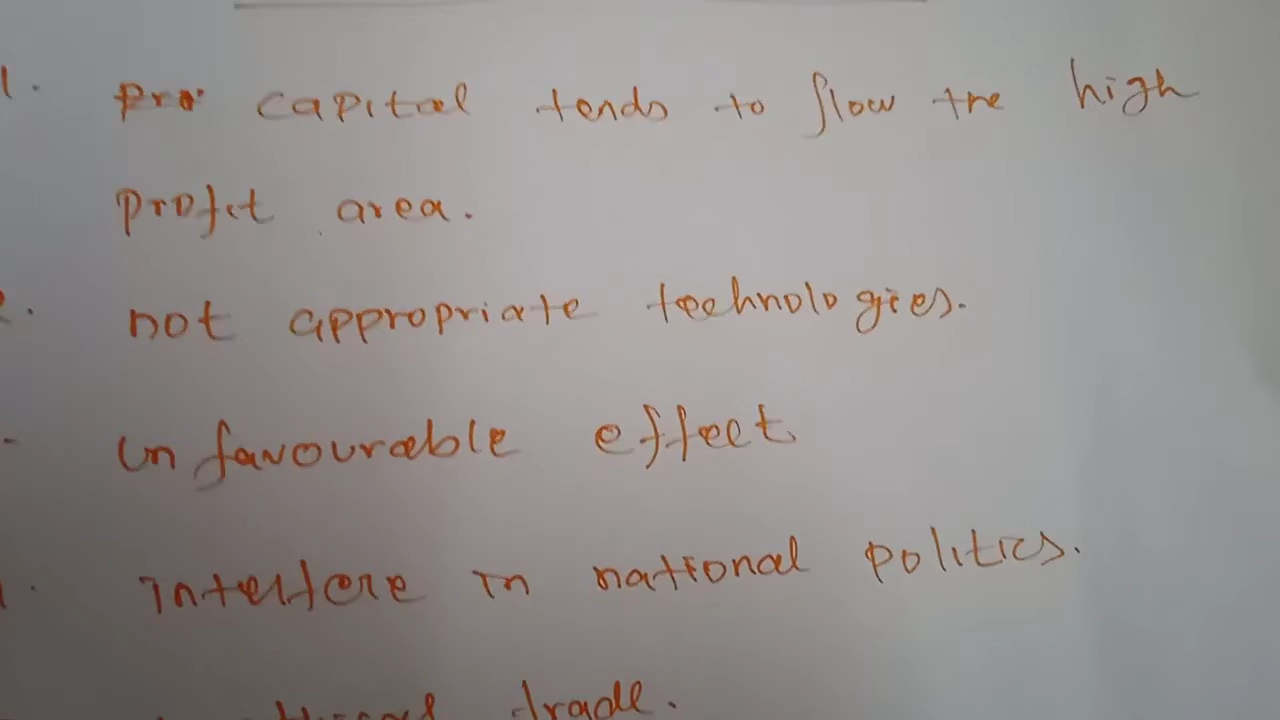 1. pro capital tends to flow the high
profit area.
2. not appropriate technologies.
unfavourable effect.
interfere in national politics.
trade.